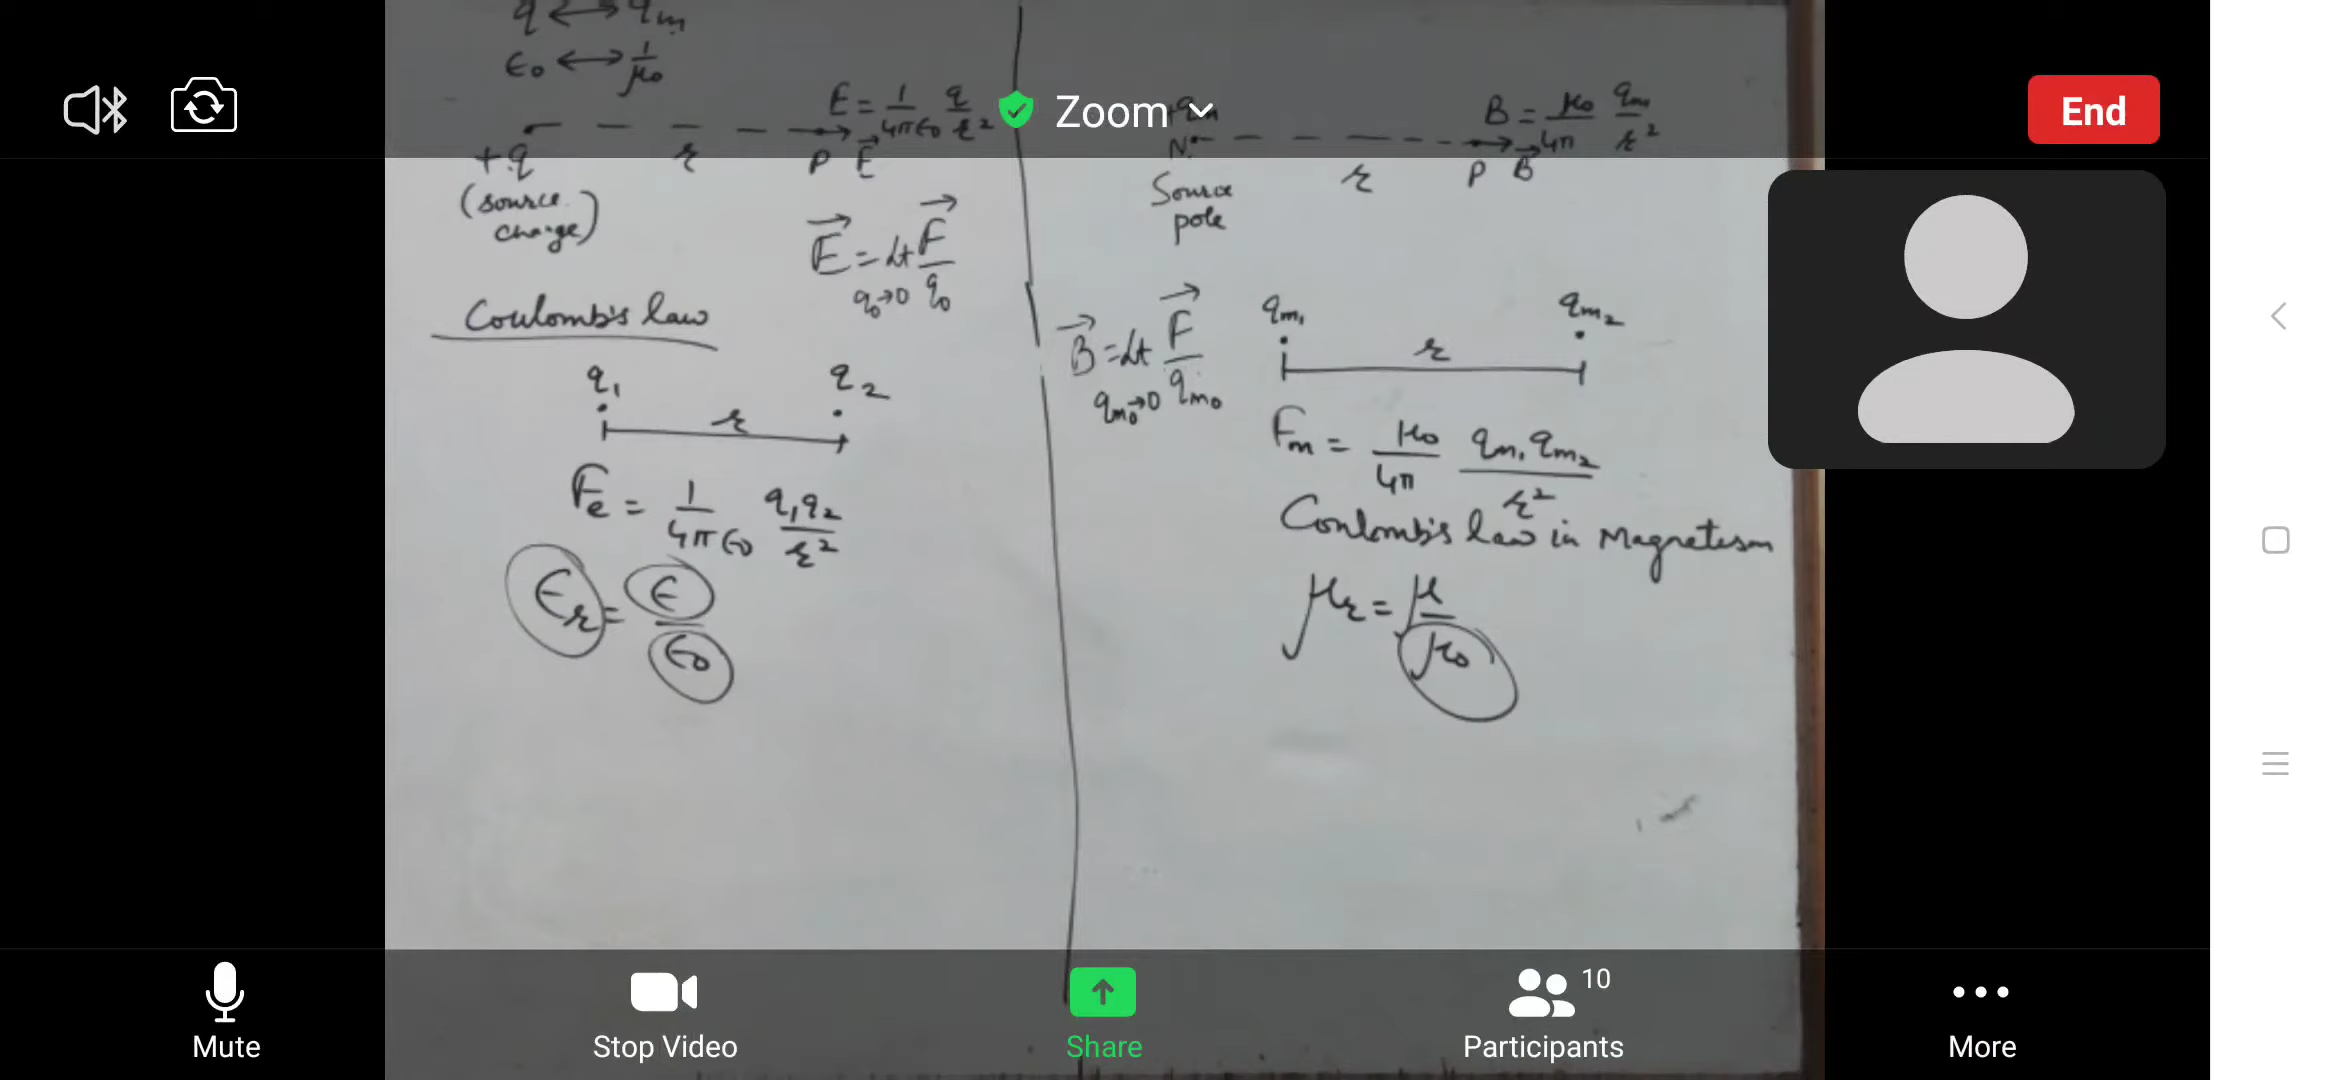 q ↔ qm
ϵ0 ↔ 1/μ0
Zoom
End
E = 1/4πϵ0 q/r²
+q r P E⃗
(source charge)
E⃗ = Lt F⃗/q0
q0→0
Coulomb's law
q1 q2
r
Fe = 1/4πϵ0 q1q2/r²
ϵr = ϵ/ϵ0
+qm
B = μ0/4π qm/r²
N r P B⃗
Source
pole
B⃗ = Lt F⃗/qm0
qm0→0
qm1 qm2
r
Fm = μ0/4π qm1qm2/r²
Coulomb's law in Magnetism
μr = μ/μ0
Mute
Stop Video
Share
Participants
10
More